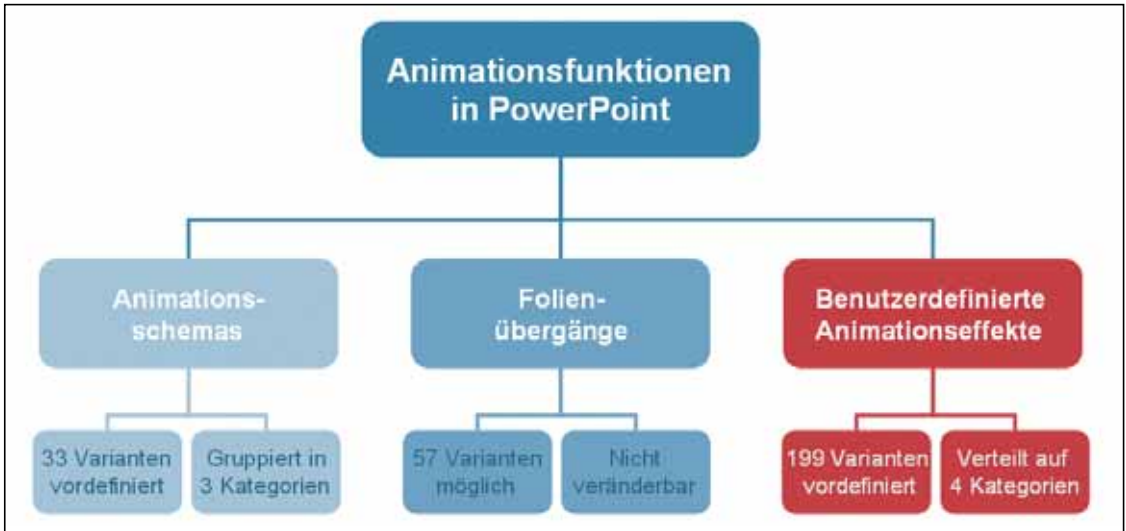 Animationsfunktionen
in PowerPoint
Animations-
schemas
Folien-
übergänge
Benutzerdefinierte
Animationseffekte
33 Varianten
vordefiniert
Gruppiert in
3 Kategorien
57 Varianten
möglich
Nicht
veränderbar
199 Varianten
vordefiniert
Verteilt auf
4 Kategorien